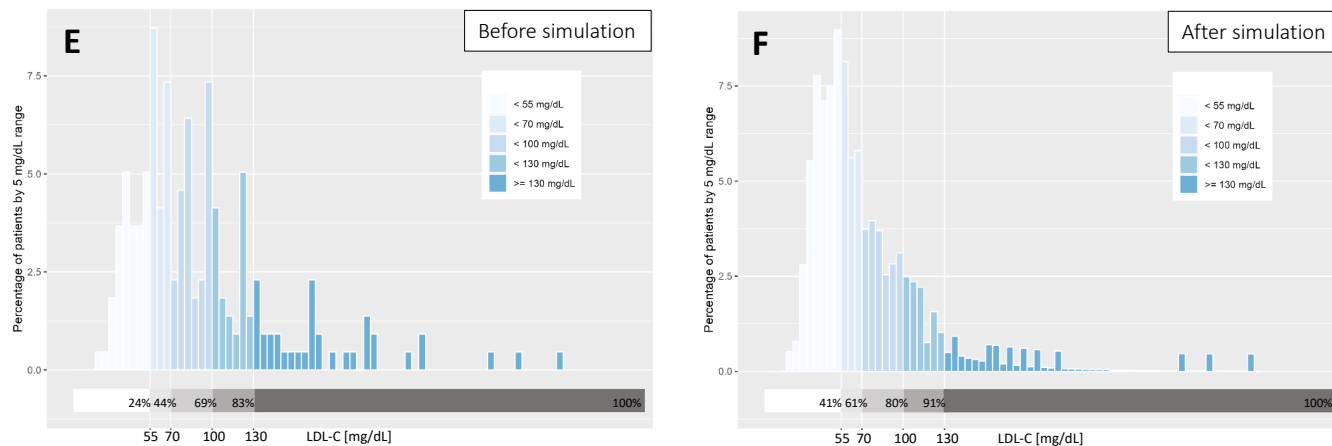 E
Before simulation
Percentage of patients by 5 mg/dL range
7.5
5.0
2.5
0.0
< 55 mg/dL
< 70 mg/dL
< 100 mg/dL
< 130 mg/dL
>= 130 mg/dL
24% 44% 69% 83% 100%
55 70 100 130 LDL-C [mg/dL]
F
After simulation
Percentage of patients by 5 mg/dL range
7.5
5.0
2.5
0.0
< 55 mg/dL
< 70 mg/dL
< 100 mg/dL
< 130 mg/dL
>= 130 mg/dL
41% 61% 80% 91% 100%
55 70 100 130 LDL-C [mg/dL]